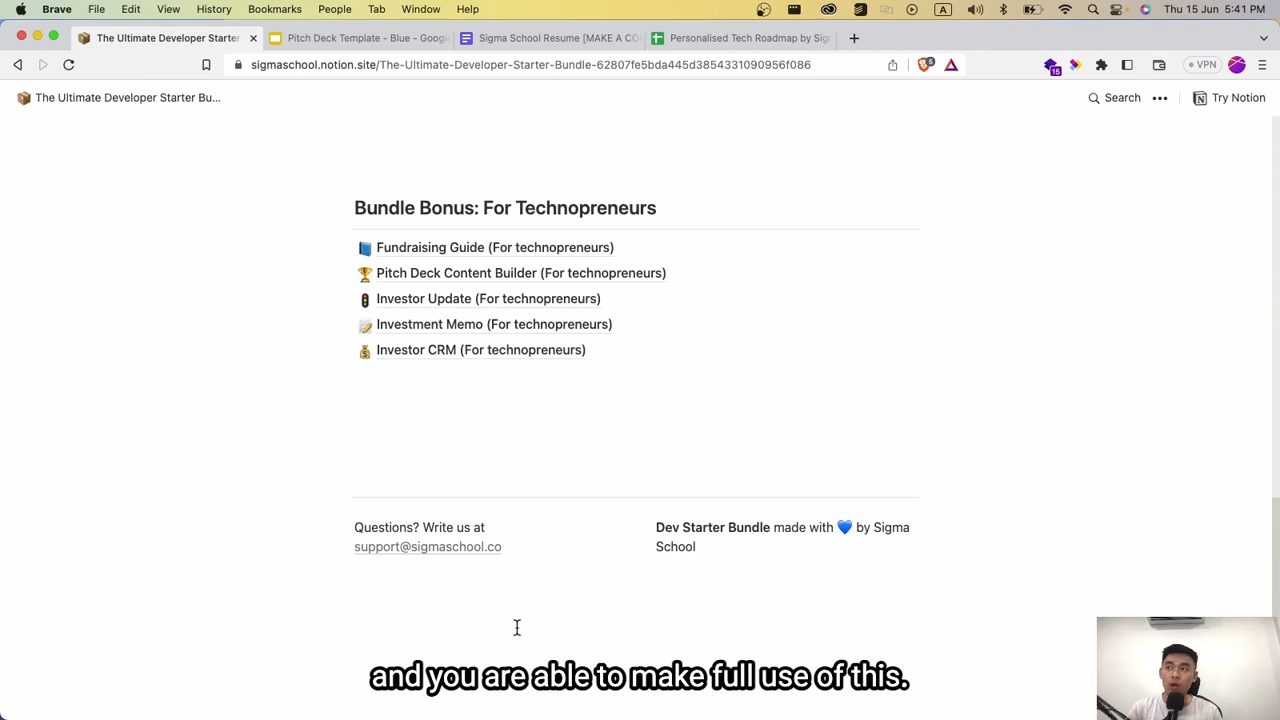 Brave File Edit View History Bookmarks People Tab Window Help Thu 15 Jun 5:41 PM
The Ultimate Developer Starter Pitch Deck Template - Blue - Google Sigma School Resume [MAKE A CO Personalised Tech Roadmap by Sig
sigmaschool.notion.site/The-Ultimate-Developer-Starter-Bundle-62807fe5bda445d3854331090956f086 6 15 VPN
The Ultimate Developer Starter Bu... Search Try Notion
Bundle Bonus: For Technopreneurs
Fundraising Guide (For technopreneurs)
Pitch Deck Content Builder (For technopreneurs)
Investor Update (For technopreneurs)
Investment Memo (For technopreneurs)
Investor CRM (For technopreneurs)
Questions? Write us at
support@sigmaschool.co
Dev Starter Bundle made with 💙 by Sigma
School
and you are able to make full use of this.